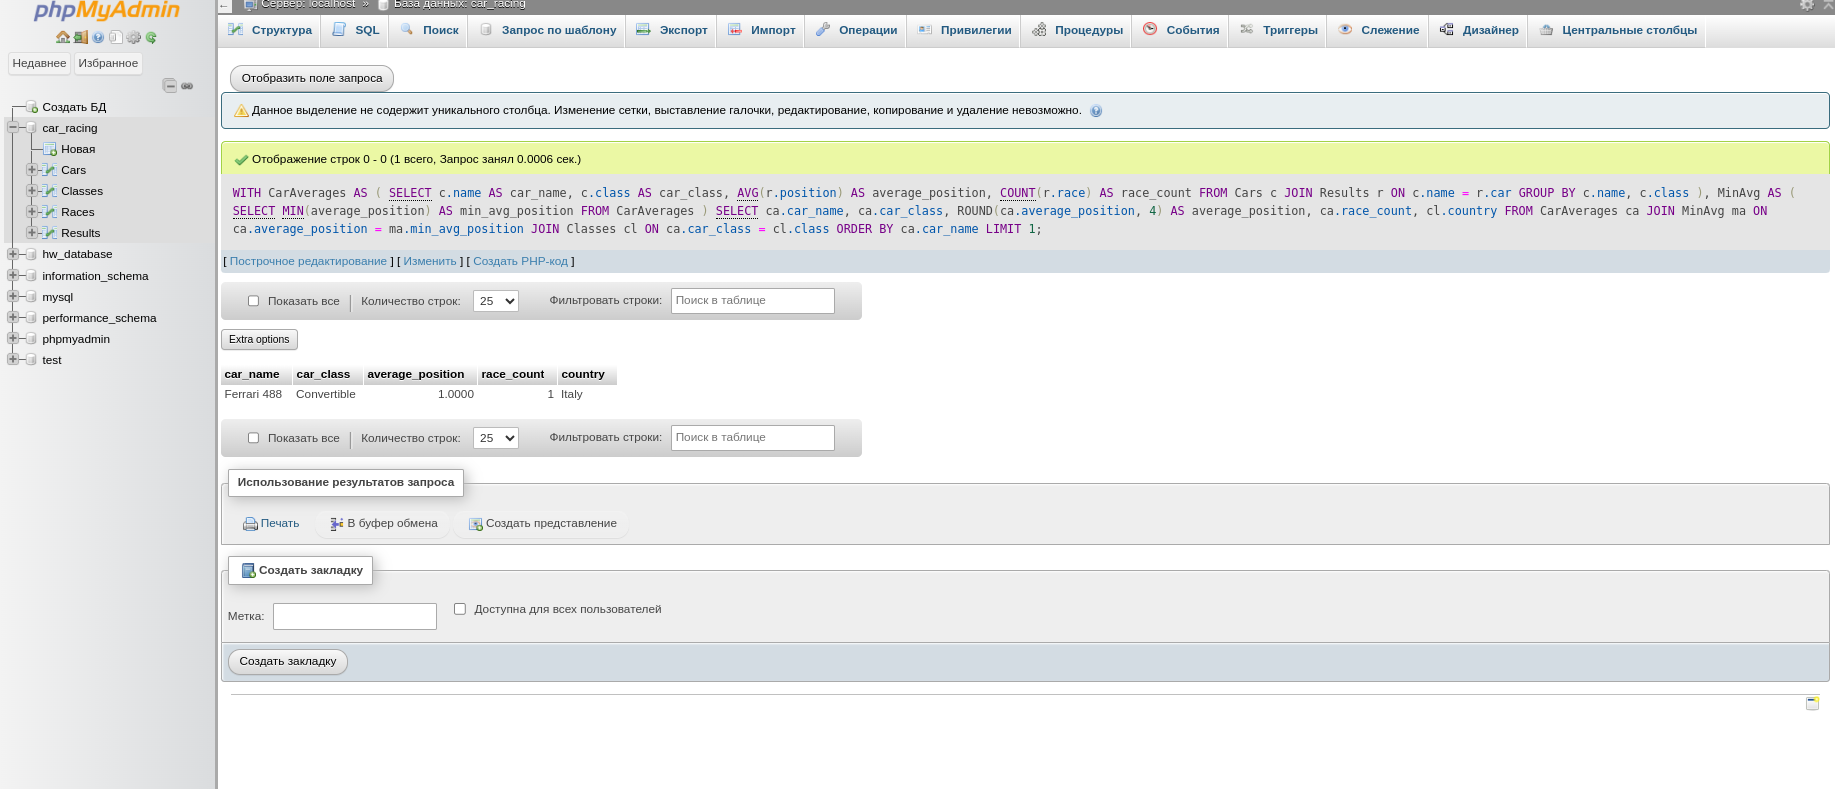 phpMyAdmin
Недавнее Избранное
Создать БД
car_racing
Новая
Cars
Classes
Races
Results
hw_database
information_schema
mysql
performance_schema
phpmyadmin
test
Сервер: localhost » База данных: car_racing
Структура SQL Поиск Запрос по шаблону Экспорт Импорт Операции Привилегии Процедуры События Триггеры Слежение Дизайнер Центральные столбцы
Отобразить поле запроса
Данное выделение не содержит уникального столбца. Изменение сетки, выставление галочки, редактирование, копирование и удаление невозможно.
Отображение строк 0 - 0 (1 всего, Запрос занял 0.0006 сек.)
WITH CarAverages AS ( SELECT c.name AS car_name, c.class AS car_class, AVG(r.position) AS average_position, COUNT(r.race) AS race_count FROM Cars c JOIN Results r ON c.name = r.car GROUP BY c.name, c.class ), MinAvg AS (
SELECT MIN(average_position) AS min_avg_position FROM CarAverages ) SELECT ca.car_name, ca.car_class, ROUND(ca.average_position, 4) AS average_position, ca.race_count, cl.country FROM CarAverages ca JOIN MinAvg ma ON
ca.average_position = ma.min_avg_position JOIN Classes cl ON ca.car_class = cl.class ORDER BY ca.car_name LIMIT 1;
[ Построчное редактирование ] [ Изменить ] [ Создать PHP-код ]
Показать все | Количество строк: 25 Фильтровать строки: Поиск в таблице
Extra options
car_name car_class average_position race_count country
Ferrari 488 Convertible 1.0000 1 Italy
Показать все | Количество строк: 25 Фильтровать строки: Поиск в таблице
Использование результатов запроса
Печать В буфер обмена Создать представление
Создать закладку
Метка: Доступна для всех пользователей
Создать закладку